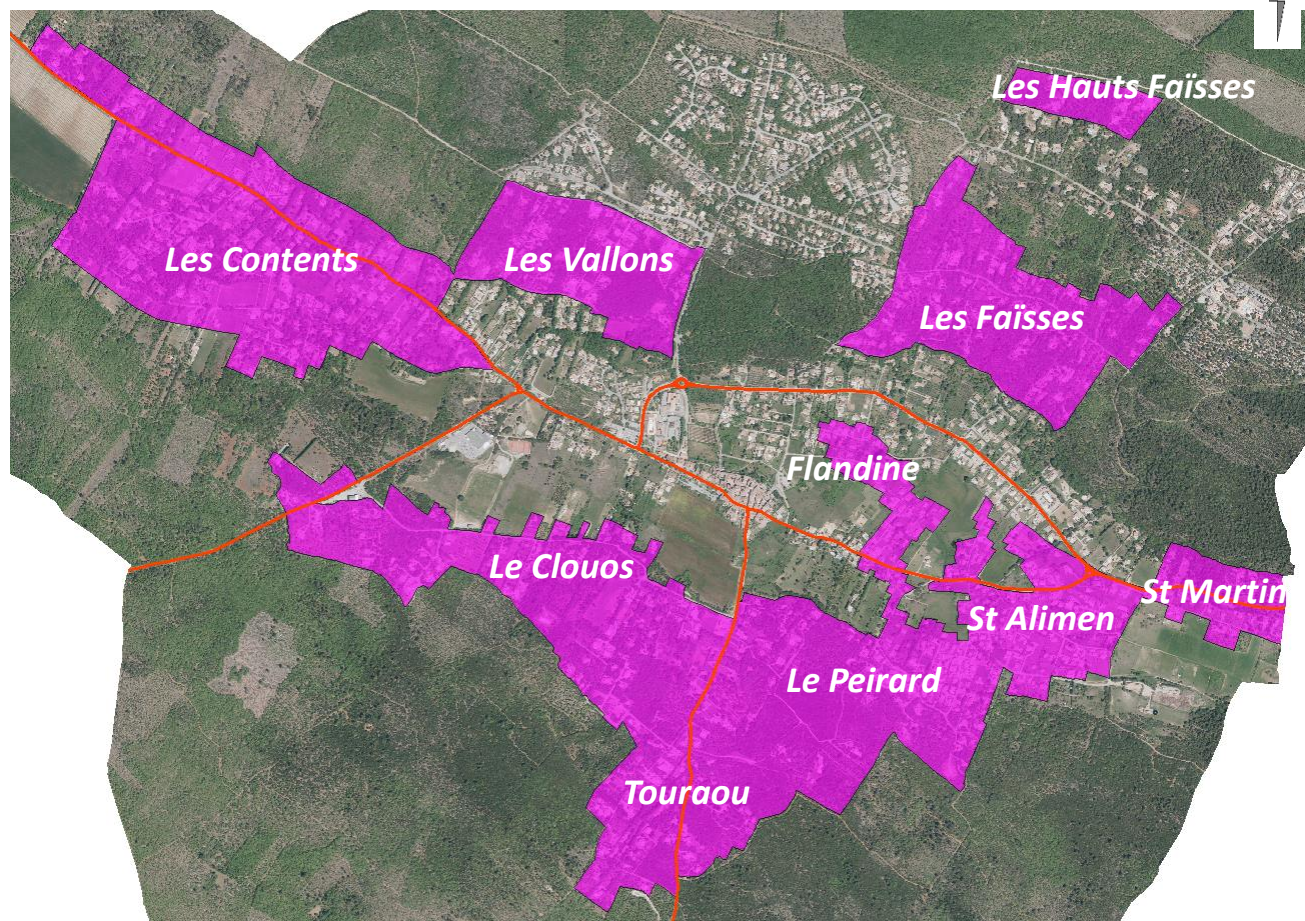 Les Hauts Faïsses
Les Contents
Les Vallons
Les Faïsses
Flandine
Le Clouos
St Martin
St Alimen
Le Peirard
Touraou